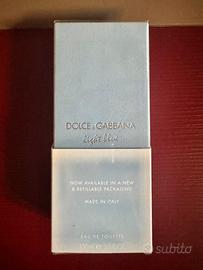 DOLCE & GABBANA
light blue
NOW AVAILABLE IN A NEW
& REFILLABLE PACKAGING
MADE IN ITALY
EAU DE TOILETTE
subito